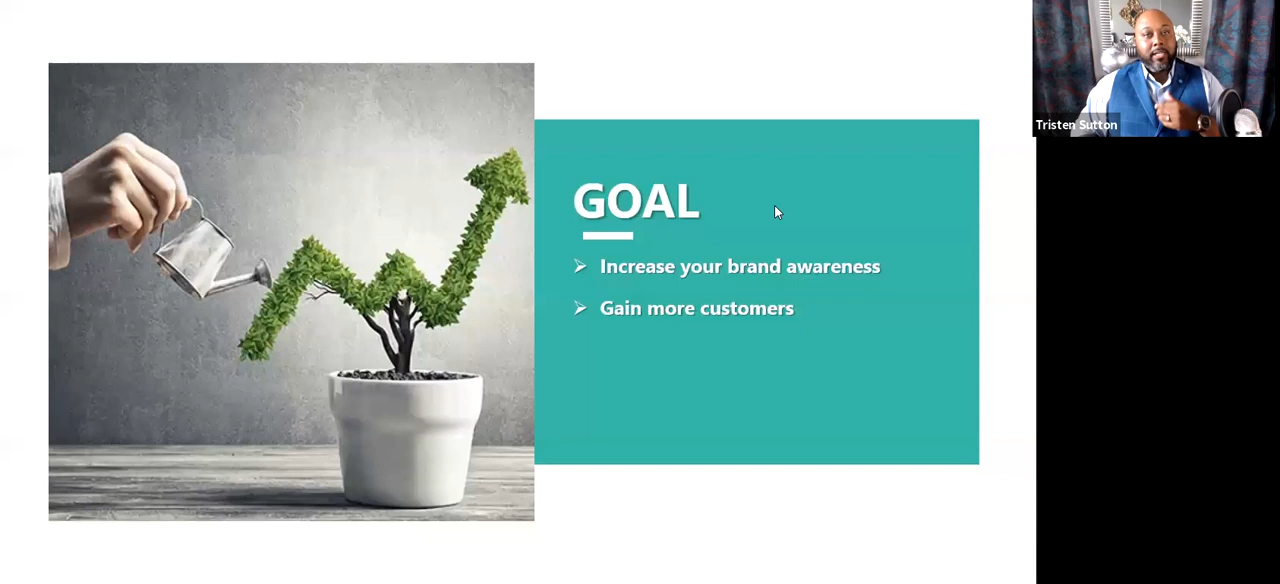 GOAL
Increase your brand awareness
Gain more customers
Tristen Sutton